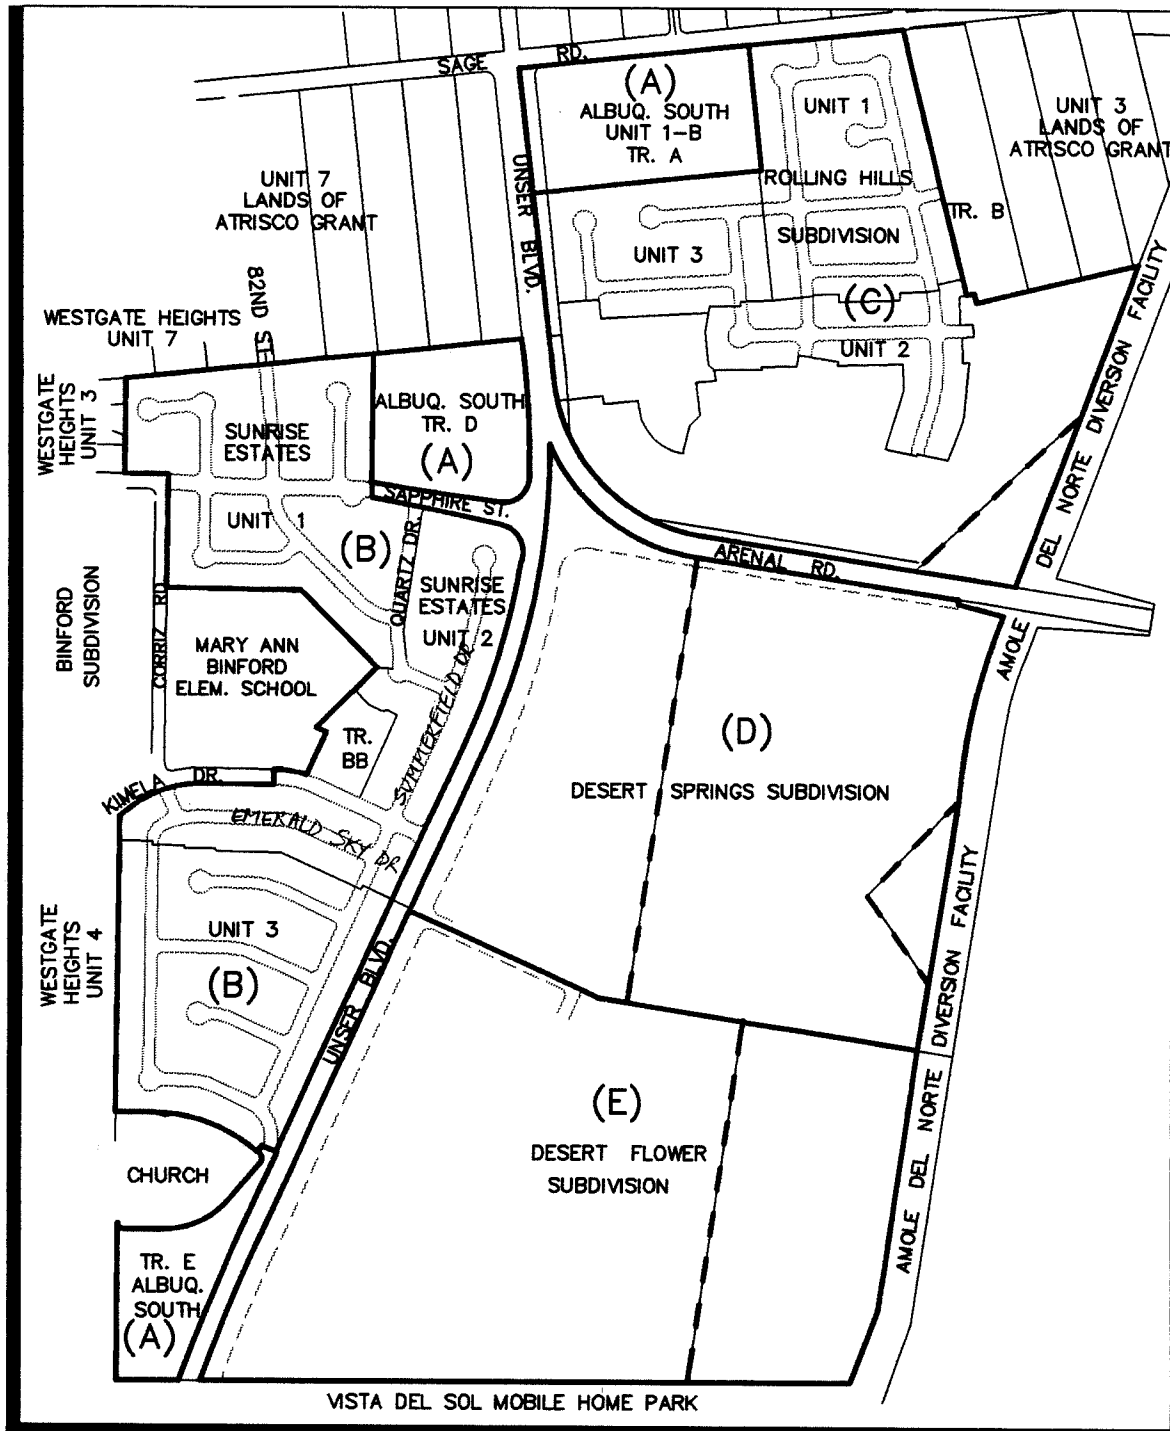 SAGE RD.
(A)
ALBUQ. SOUTH
UNIT 1-B
TR. A
UNIT 1
UNIT 3
LANDS OF
ATRISCO GRANT
UNIT 7
LANDS OF
ATRISCO GRANT
UNSER BLVD.
ROLLING HILLS
SUBDIVISION
TR. B
UNIT 3
(C)
UNIT 2
82ND ST.
WESTGATE HEIGHTS
UNIT 7
WESTGATE
HEIGHTS
UNIT 3
SUNRISE
ESTATES
UNIT 1
ALBUQ. SOUTH
TR. D
(A)
SAPPHIRE ST.
(B)
QUARTZ DR.
SUNRISE
ESTATES
UNIT 2
ARENAL RD.
AMOLE DEL NORTE DIVERSION FACILITY
BINFORD
SUBDIVISION
CORRIZ RD
MARY ANN
BINFORD
ELEM. SCHOOL
TR.
BB
SUMMERFIELD DR
KIMELA DR.
EMERALD SKY DR
(D)
DESERT SPRINGS SUBDIVISION
WESTGATE
HEIGHTS
UNIT 4
UNIT 3
(B)
UNSER BLVD.
(E)
DESERT FLOWER
SUBDIVISION
AMOLE DEL NORTE DIVERSION FACILITY
CHURCH
TR. E
ALBUQ.
SOUTH
(A)
VISTA DEL SOL MOBILE HOME PARK